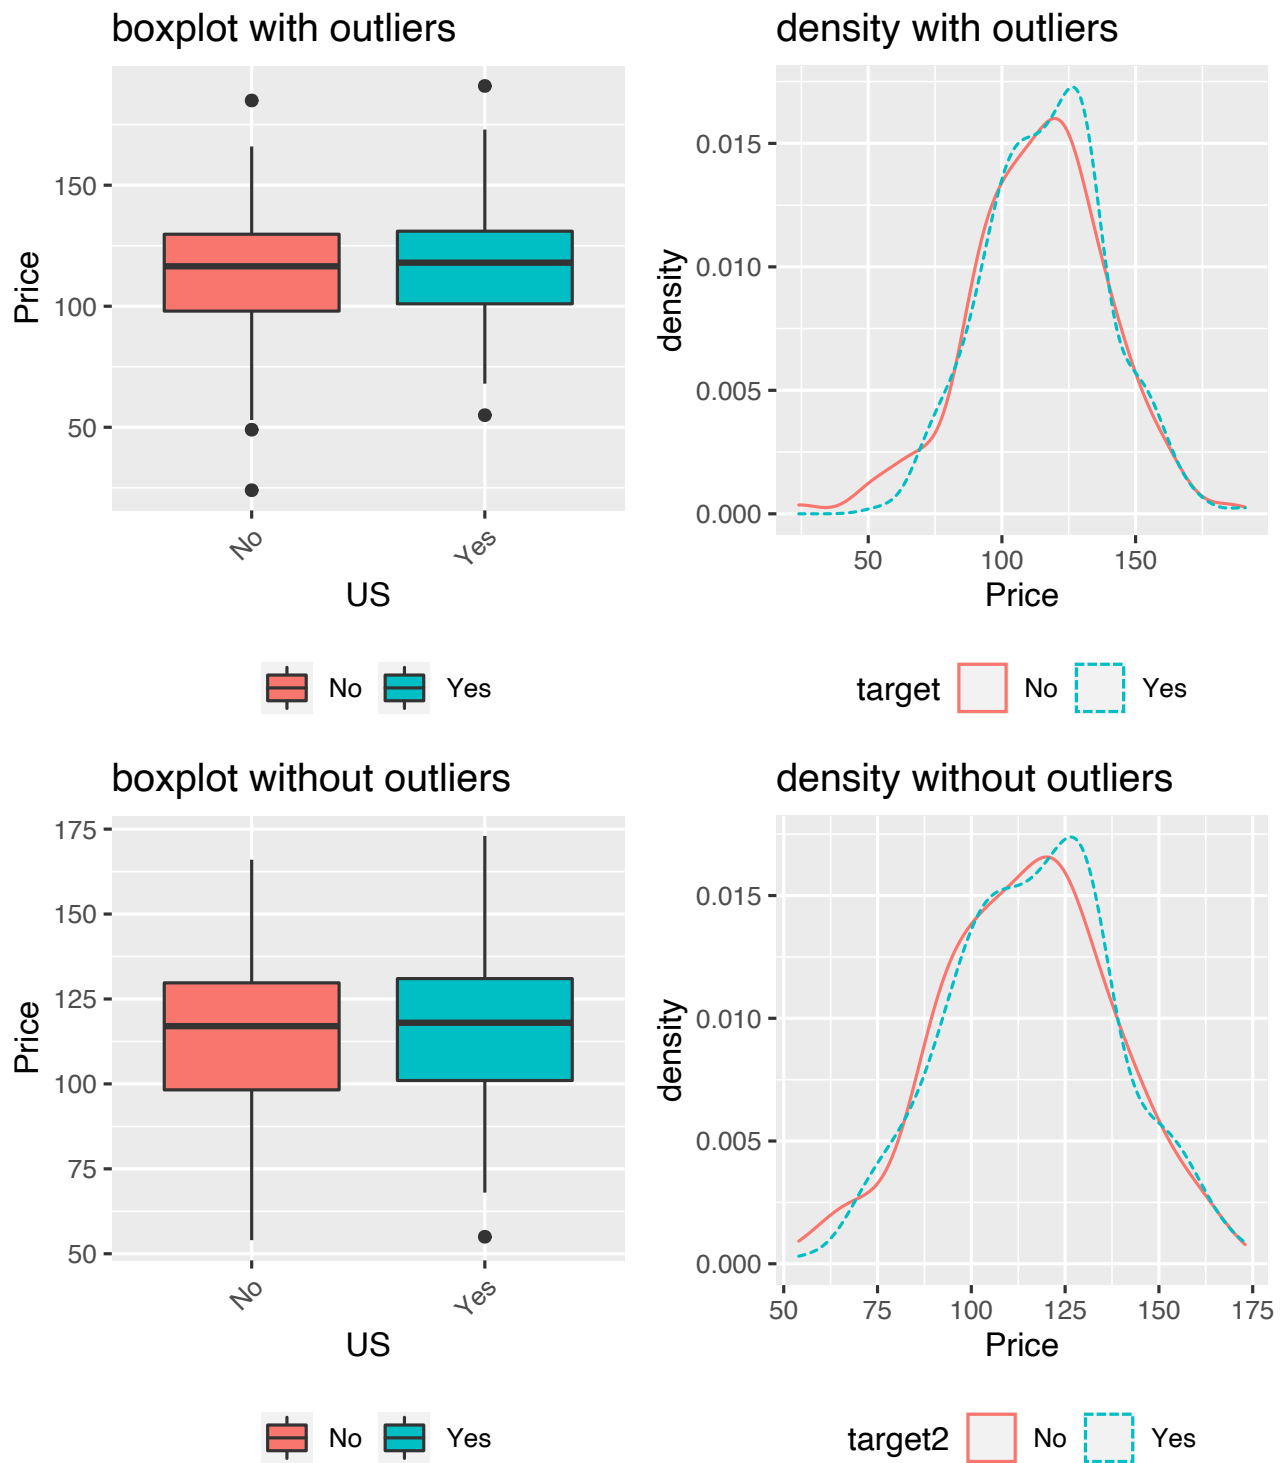 boxplot with outliers
Price
150
100
50
No
Yes
US
No Yes
density with outliers
density
0.015
0.010
0.005
0.000
50 100 150
Price
target No Yes
boxplot without outliers
Price
175
150
125
100
75
50
No
Yes
US
No Yes
density without outliers
density
0.015
0.010
0.005
0.000
50 75 100 125 150 175
Price
target2 No Yes